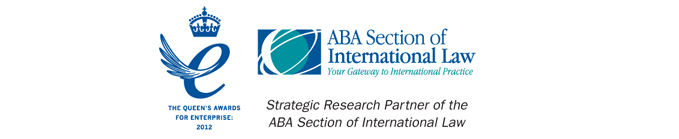 THE QUEEN'S AWARDS
FOR ENTERPRISE:
2012
ABA Section of
International Law
Your Gateway to International Practice
Strategic Research Partner of the
ABA Section of International Law